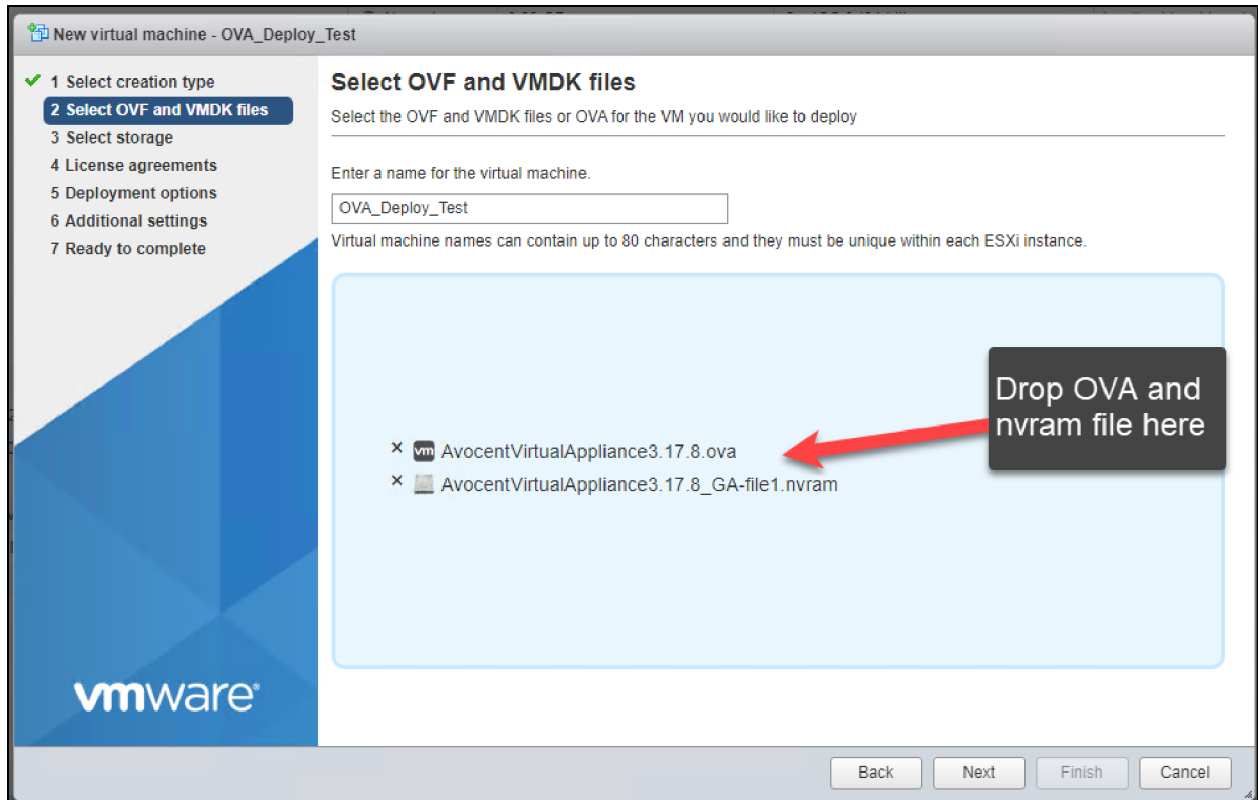 New virtual machine - OVA_Deploy_Test
1 Select creation type
2 Select OVF and VMDK files
3 Select storage
4 License agreements
5 Deployment options
6 Additional settings
7 Ready to complete
vmware®
Select OVF and VMDK files
Select the OVF and VMDK files or OVA for the VM you would like to deploy
Enter a name for the virtual machine.
OVA_Deploy_Test
Virtual machine names can contain up to 80 characters and they must be unique within each ESXi instance.
× vm AvocentVirtualAppliance3.17.8.ova
× AvocentVirtualAppliance3.17.8_GA-file1.nvram
Drop OVA and
nvram file here
Back Next Finish Cancel